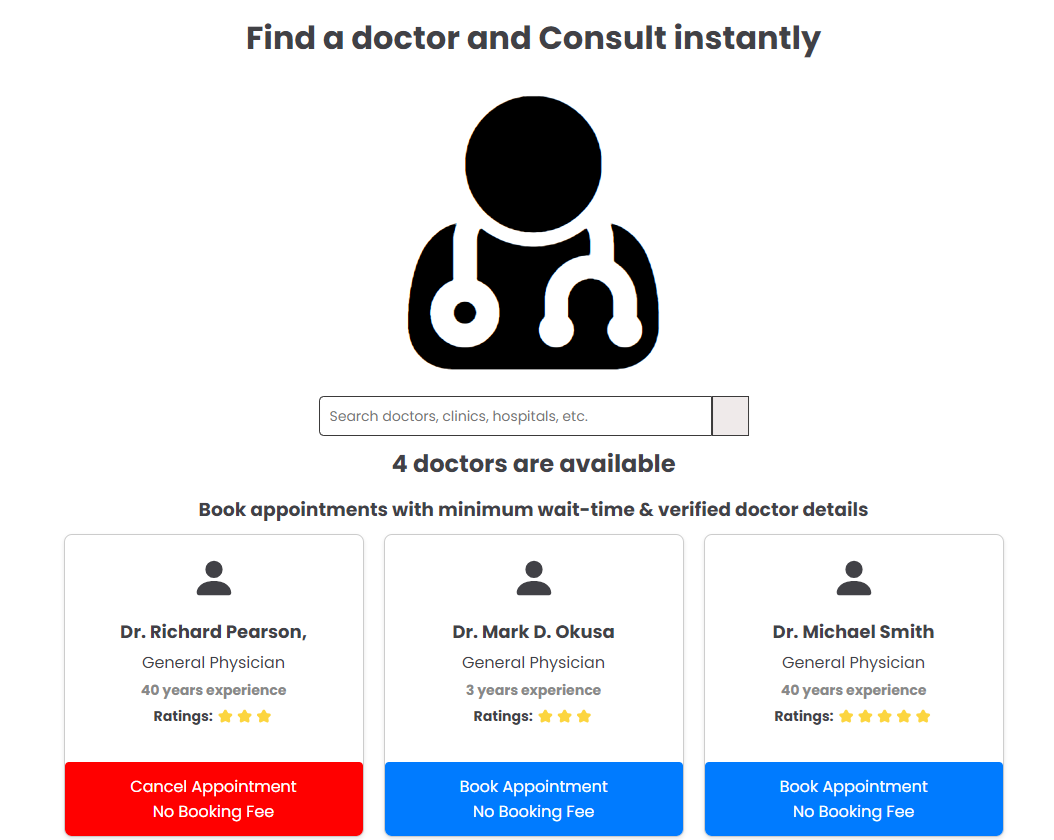 Find a doctor and Consult instantly
Search doctors, clinics, hospitals, etc.
4 doctors are available
Book appointments with minimum wait-time & verified doctor details
Dr. Richard Pearson,
General Physician
40 years experience
Ratings:
Cancel Appointment
No Booking Fee
Dr. Mark D. Okusa
General Physician
3 years experience
Ratings:
Book Appointment
No Booking Fee
Dr. Michael Smith
General Physician
40 years experience
Ratings:
Book Appointment
No Booking Fee